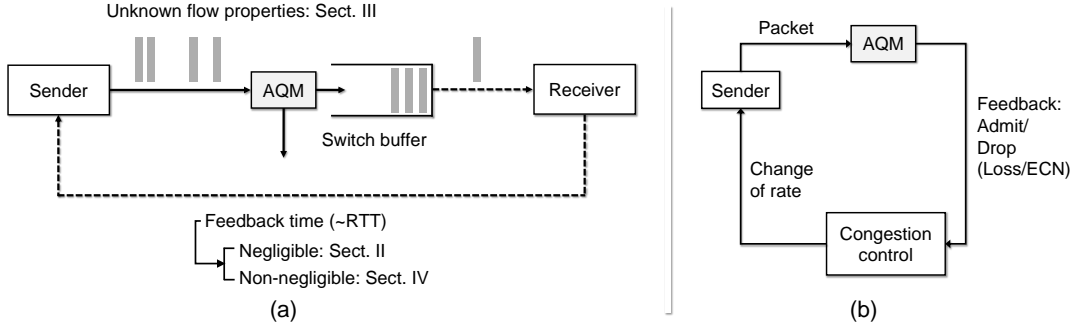 Unknown flow properties: Sect. III
Sender
AQM
Receiver
Switch buffer
Feedback time (~RTT)
Negligible: Sect. II
Non-negligible: Sect. IV
(a)
Packet
AQM
Sender
Feedback:
Admit/
Drop
(Loss/ECN)
Change
of rate
Congestion
control
(b)